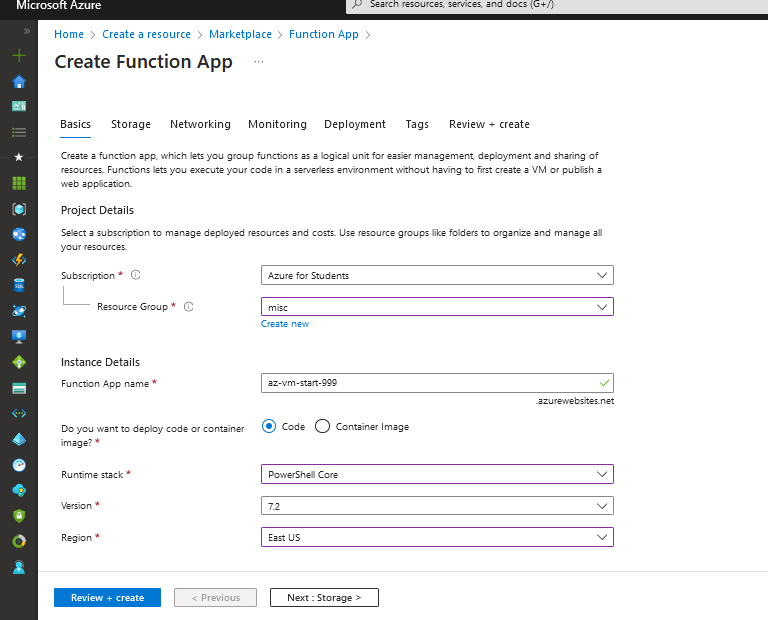 Microsoft Azure
Search resources, services, and docs (G+/)
Home > Create a resource > Marketplace > Function App >
Create Function App ...
Basics Storage Networking Monitoring Deployment Tags Review + create
Create a function app, which lets you group functions as a logical unit for easier management, deployment and sharing of
resources. Functions lets you execute your code in a serverless environment without having to first create a VM or publish a
web application.
Project Details
Select a subscription to manage deployed resources and costs. Use resource groups like folders to organize and manage all
your resources.
Subscription *
Azure for Students
Resource Group *
misc
Create new
Instance Details
Function App name *
az-vm-start-999
.azurewebsites.net
Do you want to deploy code or container
image? *
Code Container Image
Runtime stack *
PowerShell Core
Version *
7.2
Region *
East US
Review + create
< Previous
Next : Storage >